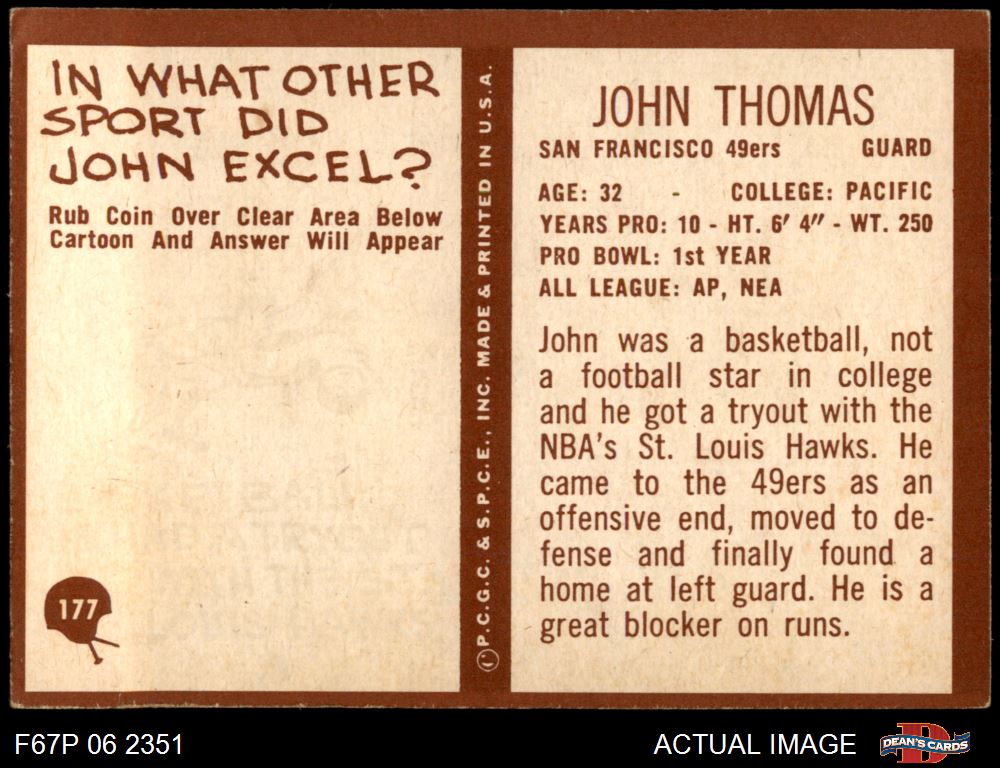 IN WHAT OTHER
SPORT DID
JOHN EXCEL?
Rub Coin Over Clear Area Below
Cartoon And Answer Will Appear
177
© P.C.G.C. & S.P.C.E., INC. MADE & PRINTED IN U.S.A.
JOHN THOMAS
SAN FRANCISCO 49ers GUARD
AGE: 32 - COLLEGE: PACIFIC
YEARS PRO: 10 - HT. 6' 4" - WT. 250
PRO BOWL: 1st YEAR
ALL LEAGUE: AP, NEA
John was a basketball, not
a football star in college
and he got a tryout with the
NBA's St. Louis Hawks. He
came to the 49ers as an
offensive end, moved to de-
fense and finally found a
home at left guard. He is a
great blocker on runs.
F67P 06 2351
ACTUAL IMAGE
D
DEAN'S CARDS